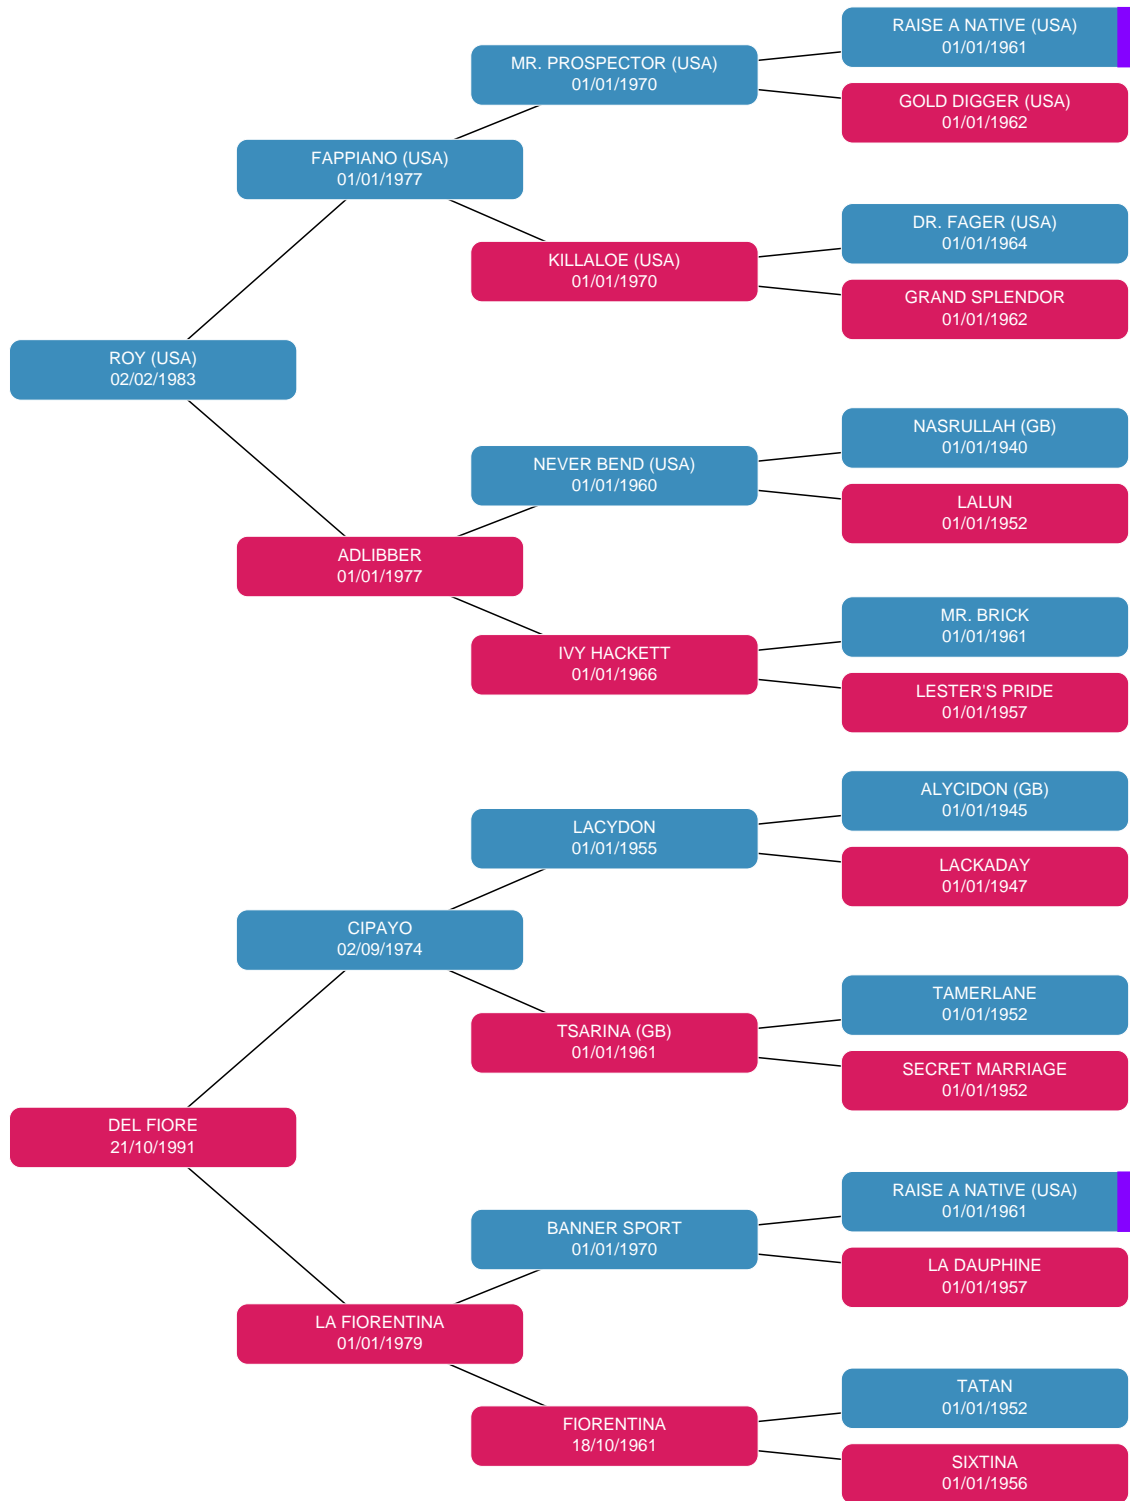 RAISE A NATIVE (USA)
01/01/1961
MR. PROSPECTOR (USA)
01/01/1970
GOLD DIGGER (USA)
01/01/1962
FAPPIANO (USA)
01/01/1977
DR. FAGER (USA)
01/01/1964
KILLALOE (USA)
01/01/1970
GRAND SPLENDOR
01/01/1962
ROY (USA)
02/02/1983
NASRULLAH (GB)
01/01/1940
NEVER BEND (USA)
01/01/1960
LALUN
01/01/1952
ADLIBBER
01/01/1977
MR. BRICK
01/01/1961
IVY HACKETT
01/01/1966
LESTER'S PRIDE
01/01/1957
ALYCIDON (GB)
01/01/1945
LACYDON
01/01/1955
LACKADAY
01/01/1947
CIPAYO
02/09/1974
TAMERLANE
01/01/1952
TSARINA (GB)
01/01/1961
SECRET MARRIAGE
01/01/1952
DEL FIORE
21/10/1991
RAISE A NATIVE (USA)
01/01/1961
BANNER SPORT
01/01/1970
LA DAUPHINE
01/01/1957
LA FIORENTINA
01/01/1979
TATAN
01/01/1952
FIORENTINA
18/10/1961
SIXTINA
01/01/1956